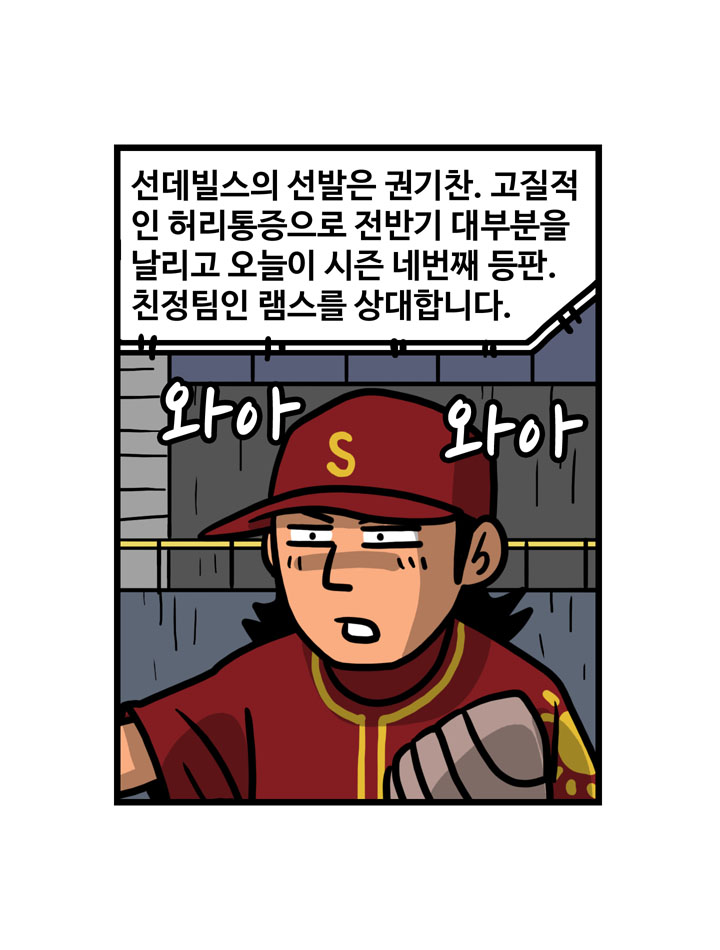 선데빌스의 선발은 권기찬. 고질적
인 허리통증으로 전반기 대부분을
날리고 오늘이 시즌 네번째 등판.
친정팀인 램스를 상대합니다.
와아
와아
S